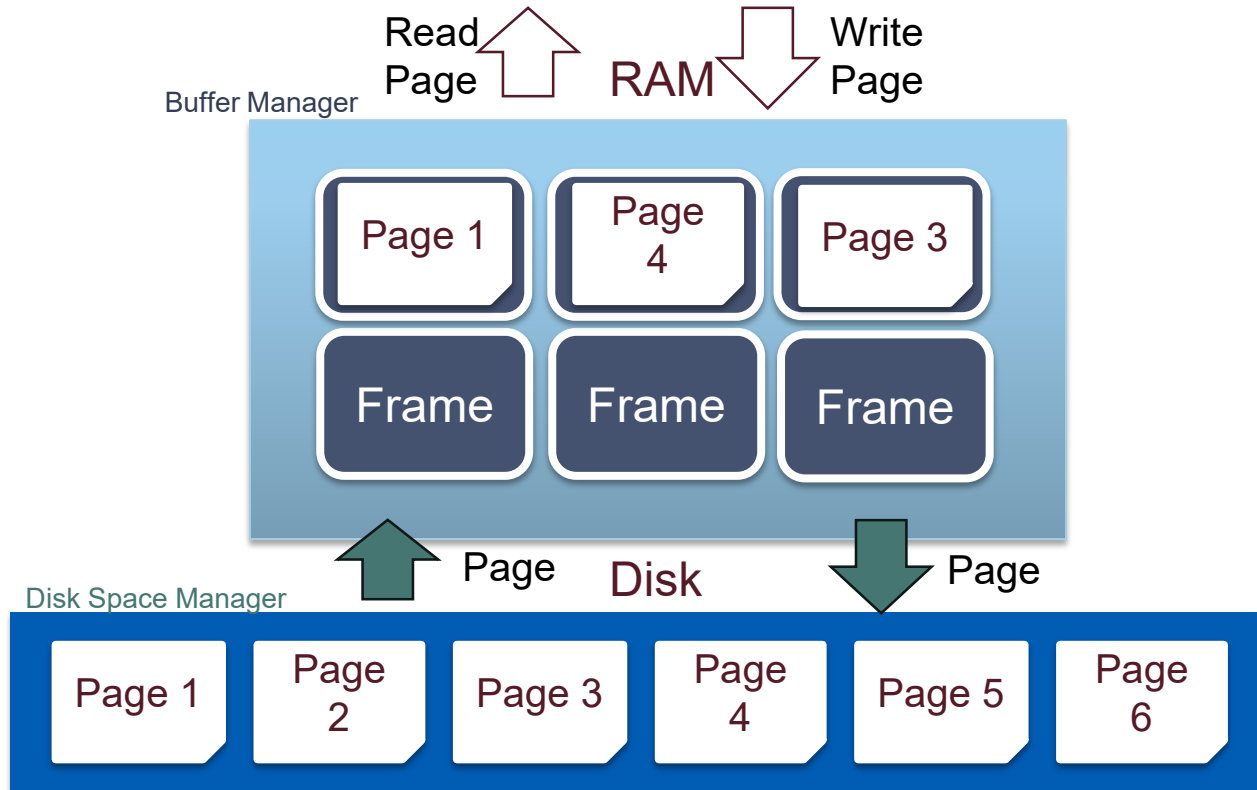 Read
Page
RAM
Write
Page
Buffer Manager
Page 1
Page
4
Page 3
Frame
Frame
Frame
Page
Disk
Page
Disk Space Manager
Page 1
Page
2
Page 3
Page
4
Page 5
Page
6